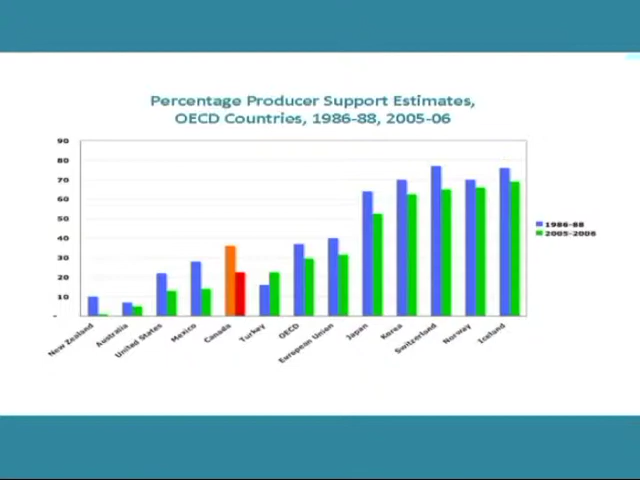 Percentage Producer Support Estimates,
OECD Countries, 1986-88, 2005-06
90
80
70
60
50
40
30
20
10
-
New Zealand
Australia
United States
Mexico
Canada
Turkey
OECD
European Union
Japan
Korea
Switzerland
Norway
Iceland
1986-88
2005-2006